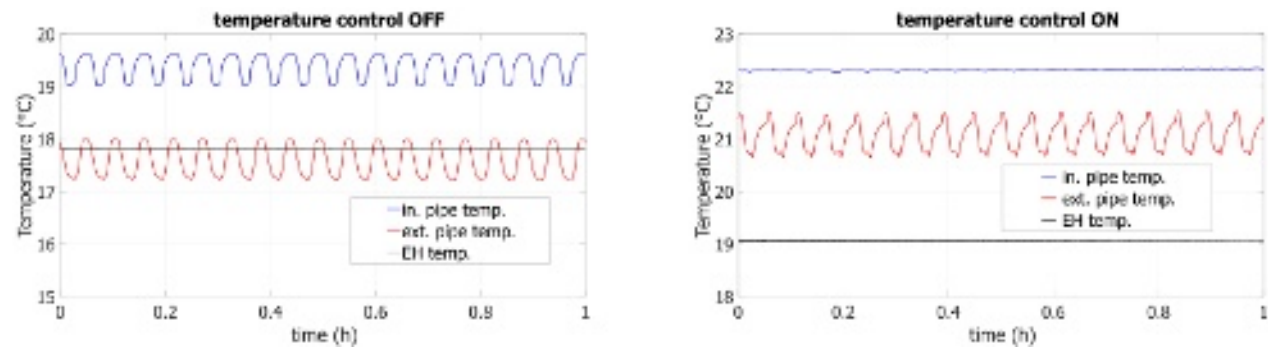 temperature control OFF
20
19
18
17
16
15
Temperature (°C)
in. pipe temp.
ext. pipe temp.
EH temp.
0 0.2 0.4 0.6 0.8 1
time (h)
temperature control ON
23
22
21
20
19
18
Temperature (°C)
in. pipe temp.
ext. pipe temp.
EH temp.
0 0.2 0.4 0.6 0.8 1
time (h)